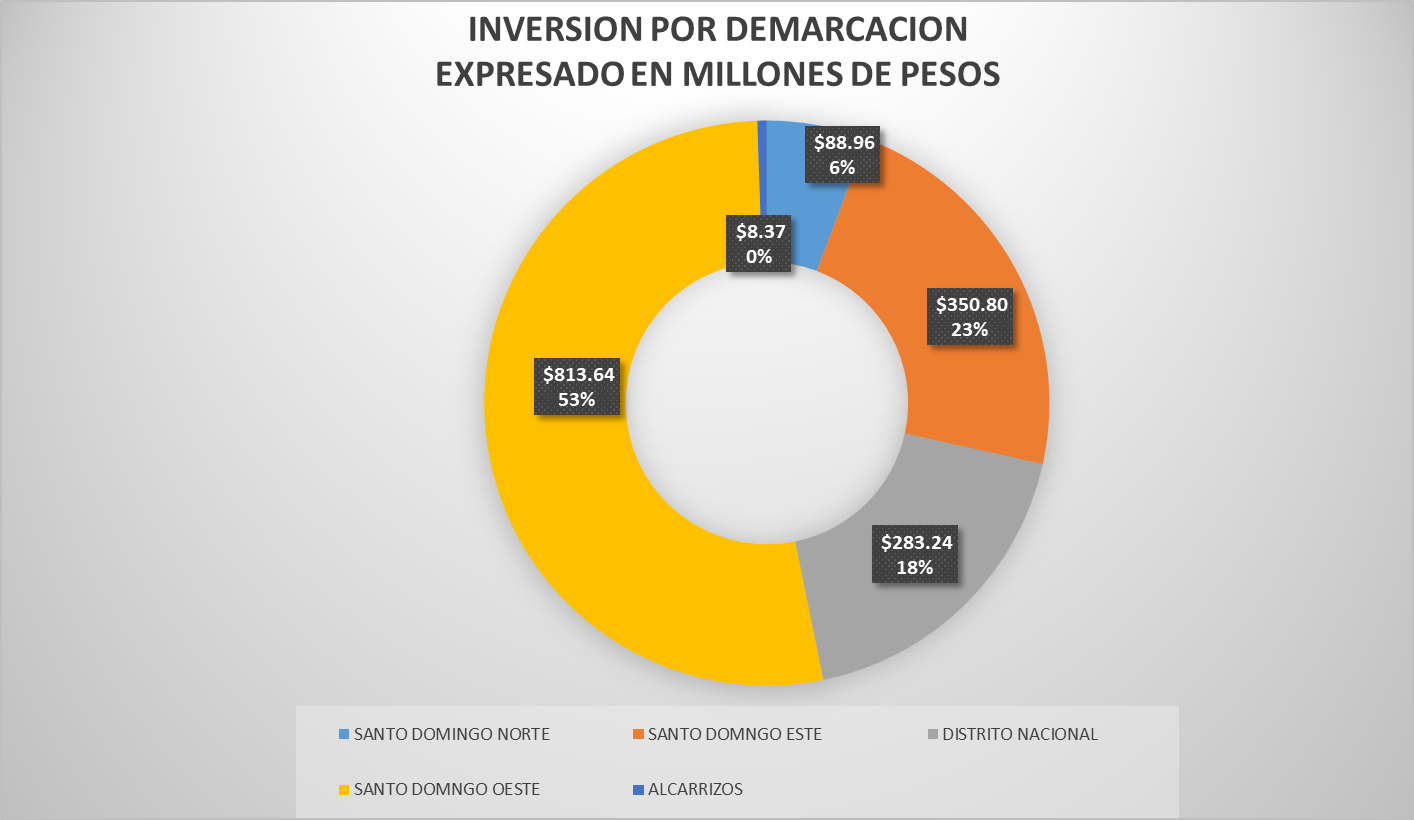 INVERSION POR DEMARCACION
EXPRESADO EN MILLONES DE PESOS
$88.96
6%
$8.37
0%
$350.80
23%
$813.64
53%
$283.24
18%
SANTO DOMINGO NORTE
SANTO DOMNGO ESTE
DISTRITO NACIONAL
SANTO DOMNGO OESTE
ALCARRIZOS